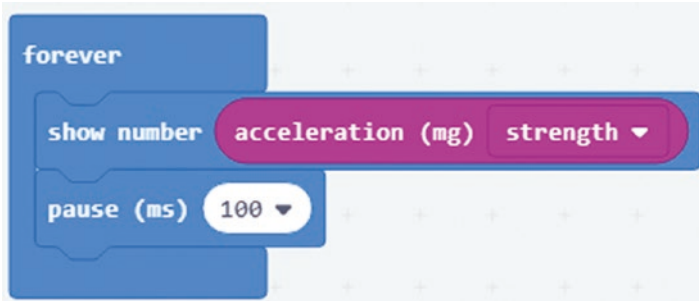 forever
show number acceleration (mg) strength
pause (ms) 100